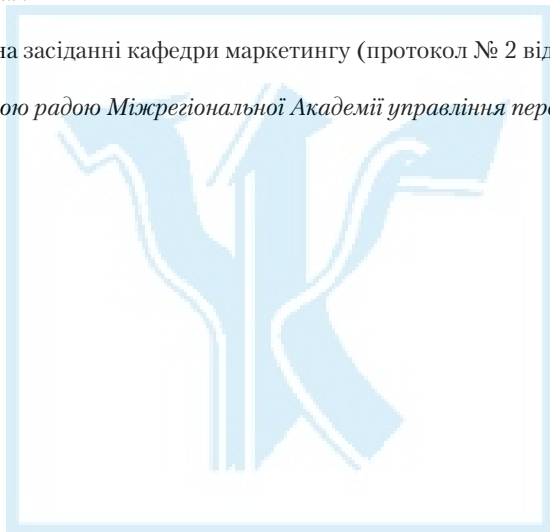 на засіданні кафедри маркетингу (протокол № 2 від
ою радою Міжрегіональної Академії управління перс